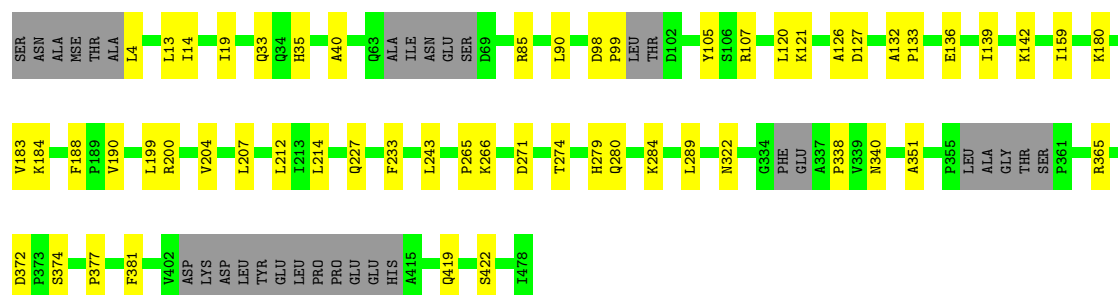 SER ASN ALA MSE THR ALA L4 L13 I14 I19 Q33 Q34 H35 A40 Q63 ALA ILE ASN GLU SER D69 R85 L90 D98 P99 LEU THR D102 Y105 S106 R107 L120 K121 A126 D127 A132 P133 E136 I139 K142 I159 K180
V183 K184 F188 P189 V190 L199 R200 V204 L207 L212 I213 L214 Q227 F233 L243 P265 K266 D271 T274 H279 Q280 K284 L289 N322 G334 PHE GLU A337 P338 V339 N340 A351 P355 LEU ALA GLY THR SER P361 R365
D372 P373 S374 P377 F381 V402 ASP LYS ASP LEU TYR GLU LEU PRO PRO GLU GLU HIS A415 Q419 S422 I478